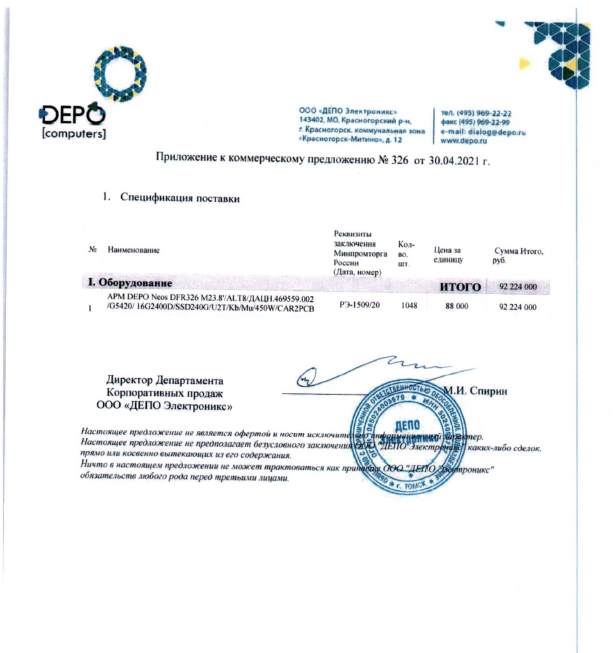 DEPO
[computers]
ООО «ДЕПО Электроникс»
143402, МО, Красногорский р-н,
г. Красногорск, коммунальная зона
«Красногорск-Митино», д. 12
тел. (495) 969-22-22
факс (495) 969-22-99
e-mail: dialog@depo.ru
www.depo.ru
Приложение к коммерческому предложению № 326 от 30.04.2021 г.
1. Спецификация поставки
№ Наименование Реквизиты заключения Минпромторга России (Дата, номер) Кол-во. шт. Цена за единицу Сумма Итого, руб.
I. Оборудование ИТОГО 92 224 000
АРМ DEPO Neos DFR326 M23.8"/ALT8/ДАЦН.469559.002
1 /G5420/ 16G2400D/SSD240G/U2T/Kb/Mu/450W/CAR2PCB РЭ-1509/20 1048 88 000 92 224 000
Директор Департамента
Корпоративных продаж
ООО «ДЕПО Электроникс»
М.И. Спирин
ДЕПО
Электроникс
г. ТОМСК
Настоящее предложение не является офертой и носит исключительно информационный характер.
Настоящее предложение не предполагает безусловного заключения ООО "ДЕПО Электроникс" каких-либо сделок,
прямо или косвенно вытекающих из его содержания.
Ничто в настоящем предложении не может трактоваться как принятие ООО "ДЕПО Электроникс"
обязательств любого рода перед третьими лицами.